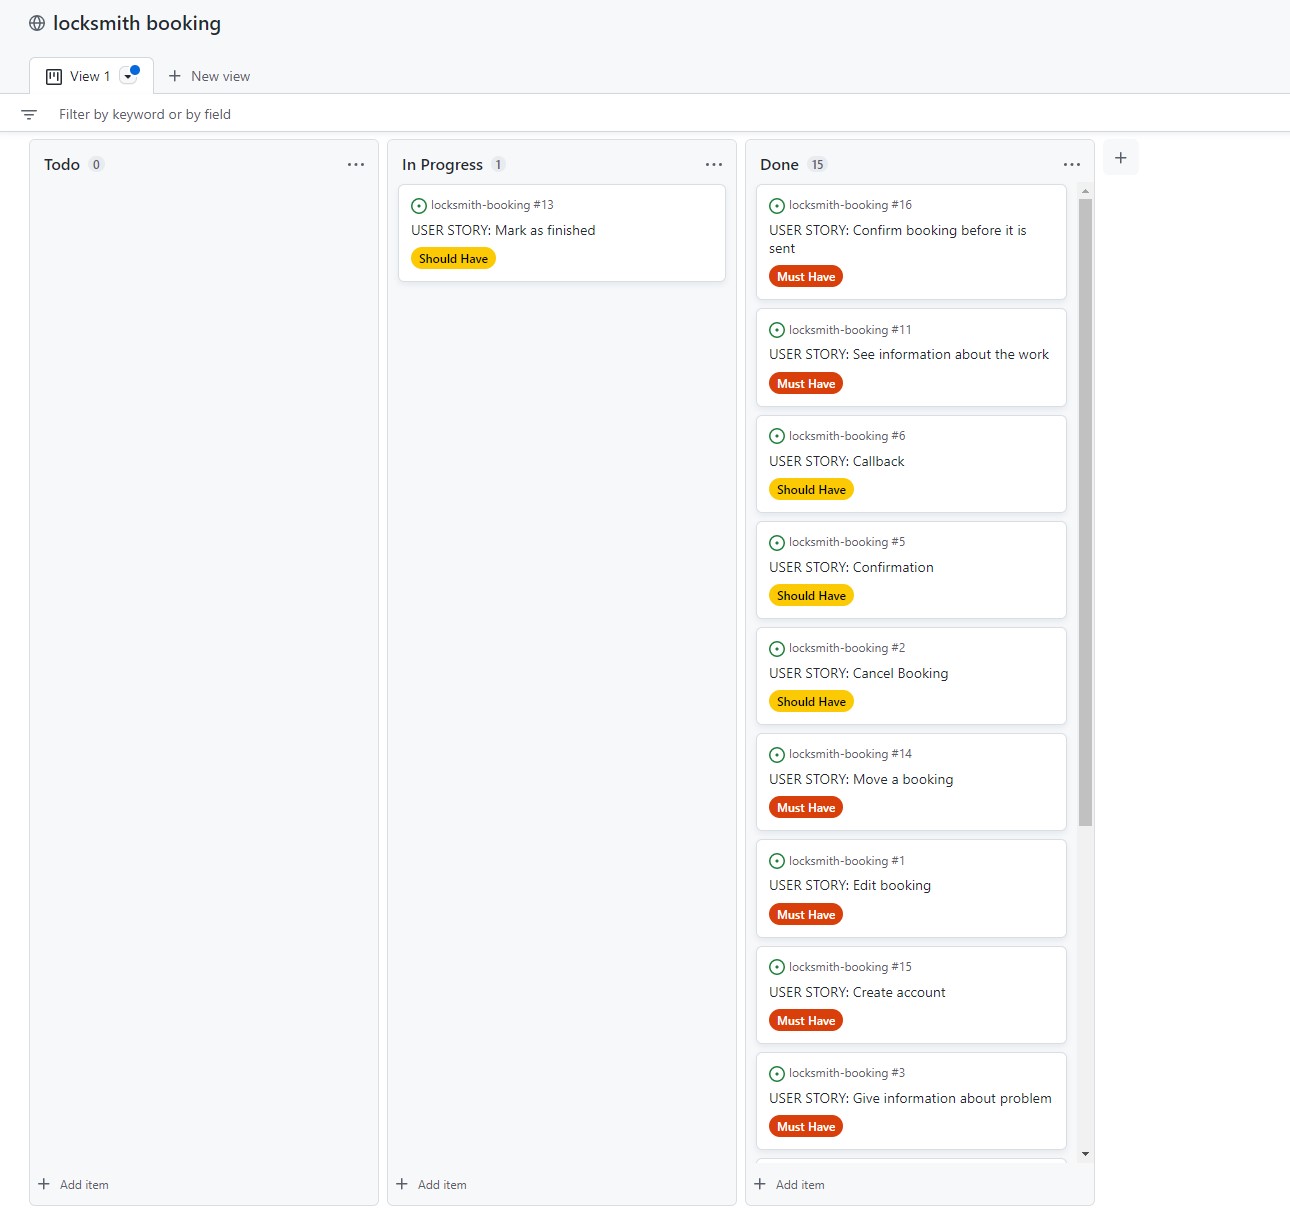 locksmith booking
View 1
New view
Filter by keyword or by field
Todo 0
In Progress 1
locksmith-booking #13
USER STORY: Mark as finished
Should Have
Done 15
locksmith-booking #16
USER STORY: Confirm booking before it is
sent
Must Have
locksmith-booking #11
USER STORY: See information about the work
Must Have
locksmith-booking #6
USER STORY: Callback
Should Have
locksmith-booking #5
USER STORY: Confirmation
Should Have
locksmith-booking #2
USER STORY: Cancel Booking
Should Have
locksmith-booking #14
USER STORY: Move a booking
Must Have
locksmith-booking #1
USER STORY: Edit booking
Must Have
locksmith-booking #15
USER STORY: Create account
Must Have
locksmith-booking #3
USER STORY: Give information about problem
Must Have
Add item
Add item
Add item